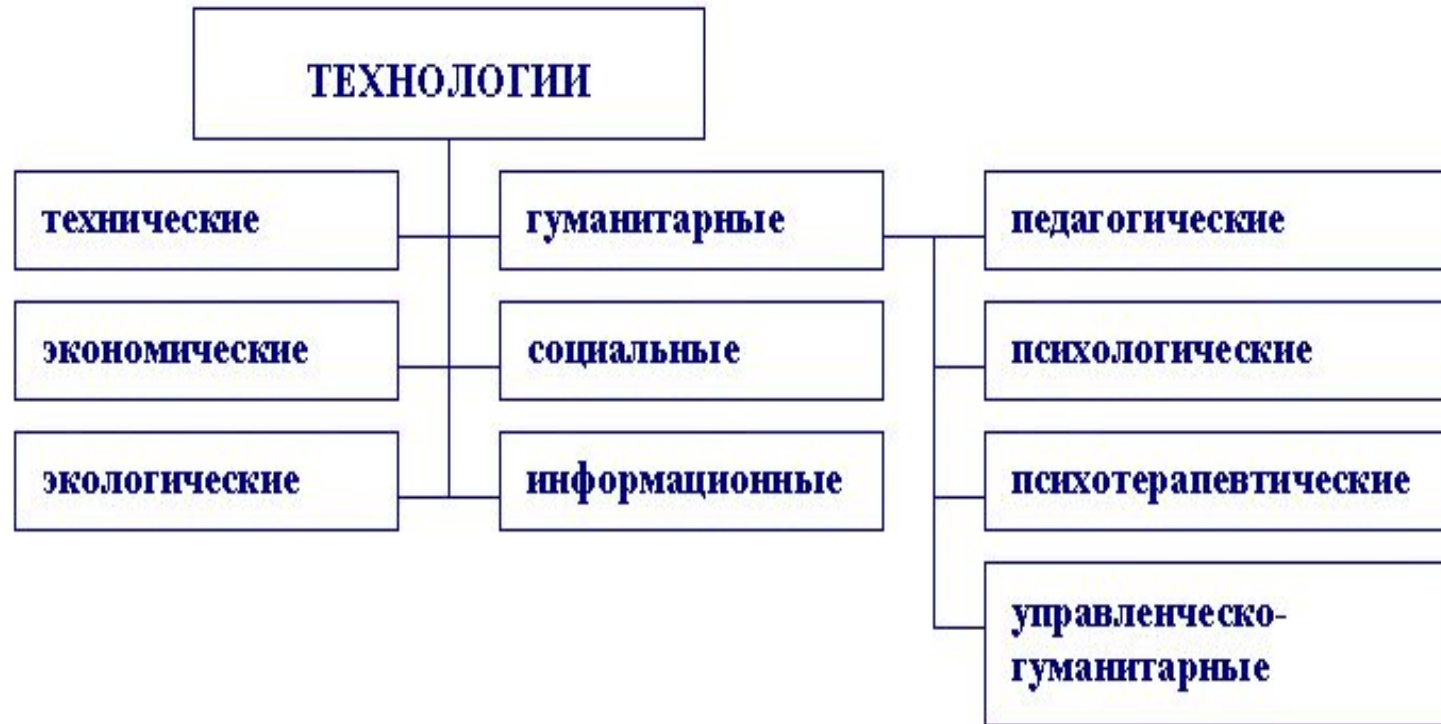 ТЕХНОЛОГИИ
технические
гуманитарные
педагогические
экономические
социальные
психологические
экологические
информационные
психотерапевтические
управленческо-
гуманитарные